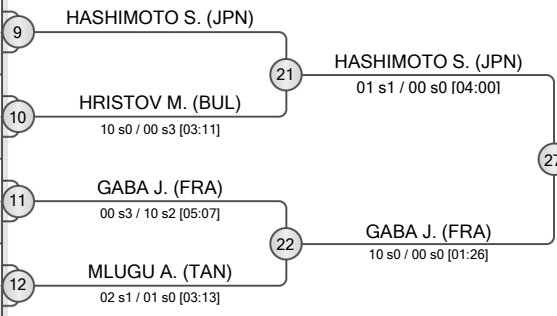 HASHIMOTO S. (JPN)
9
21
HASHIMOTO S. (JPN)
01 s1 / 00 s0 [04:00]
HRISTOV M. (BUL)
10
10 s0 / 00 s3 [03:11]
27
GABA J. (FRA)
11
00 s3 / 10 s2 [05:07]
22
GABA J. (FRA)
10 s0 / 00 s0 [01:26]
MLUGU A. (TAN)
12
02 s1 / 01 s0 [03:13]